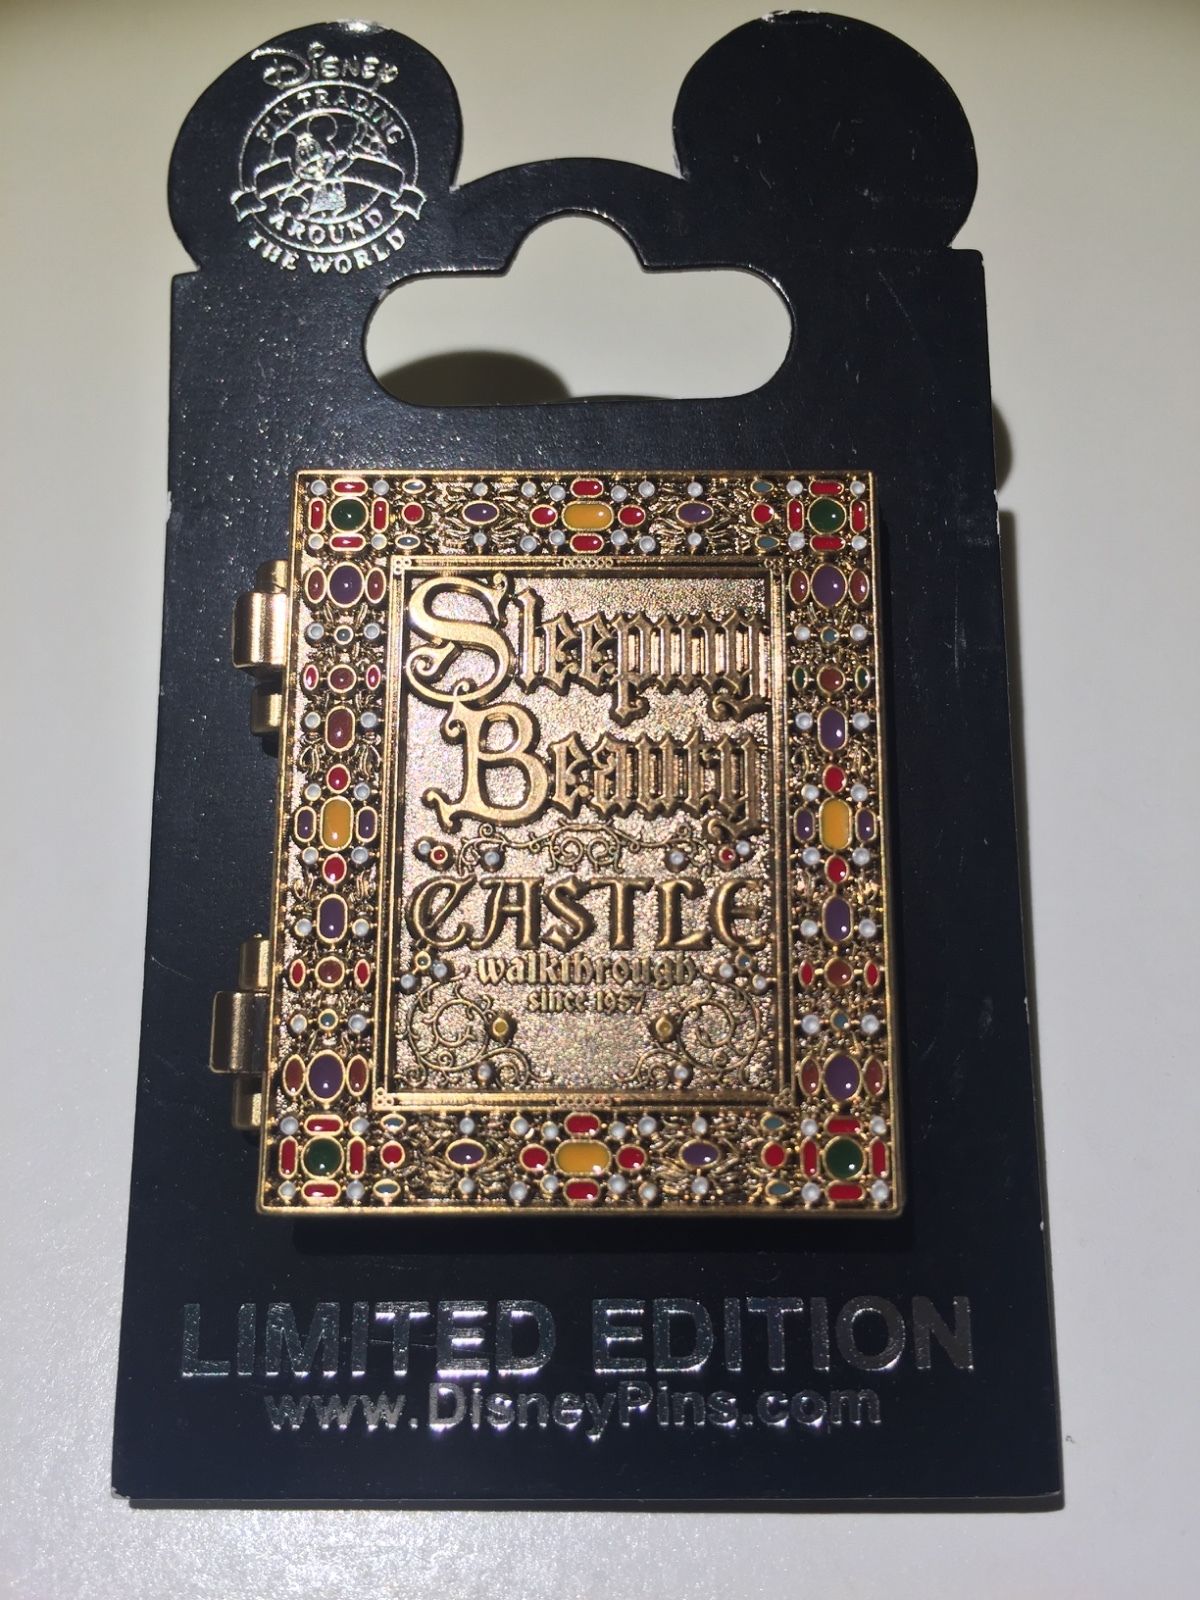 Disney
PIN TRADING
AROUND
THE WORLD
Sleeping
Beauty
CASTLE
walkthrough
since 1957
LIMITED EDITION
www.DisneyPins.com